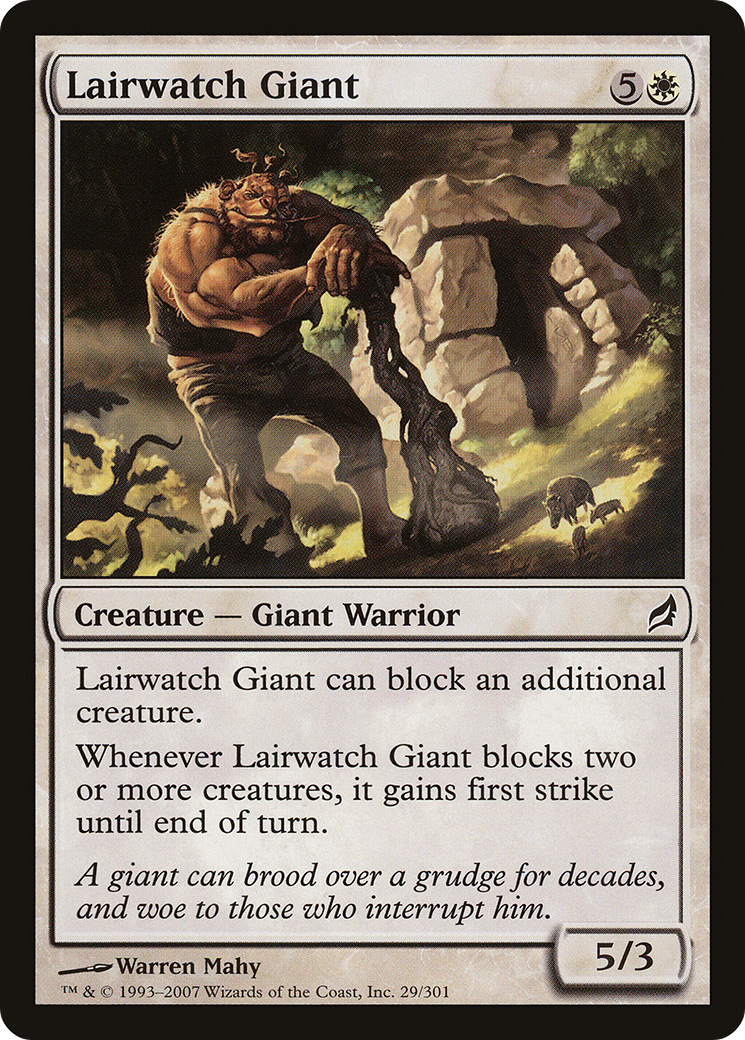 Lairwatch Giant 5
Creature — Giant Warrior
Lairwatch Giant can block an additional
creature.
Whenever Lairwatch Giant blocks two
or more creatures, it gains first strike
until end of turn.
A giant can brood over a grudge for decades,
and woe to those who interrupt him.
5/3
Warren Mahy
™ & © 1993–2007 Wizards of the Coast, Inc. 29/301